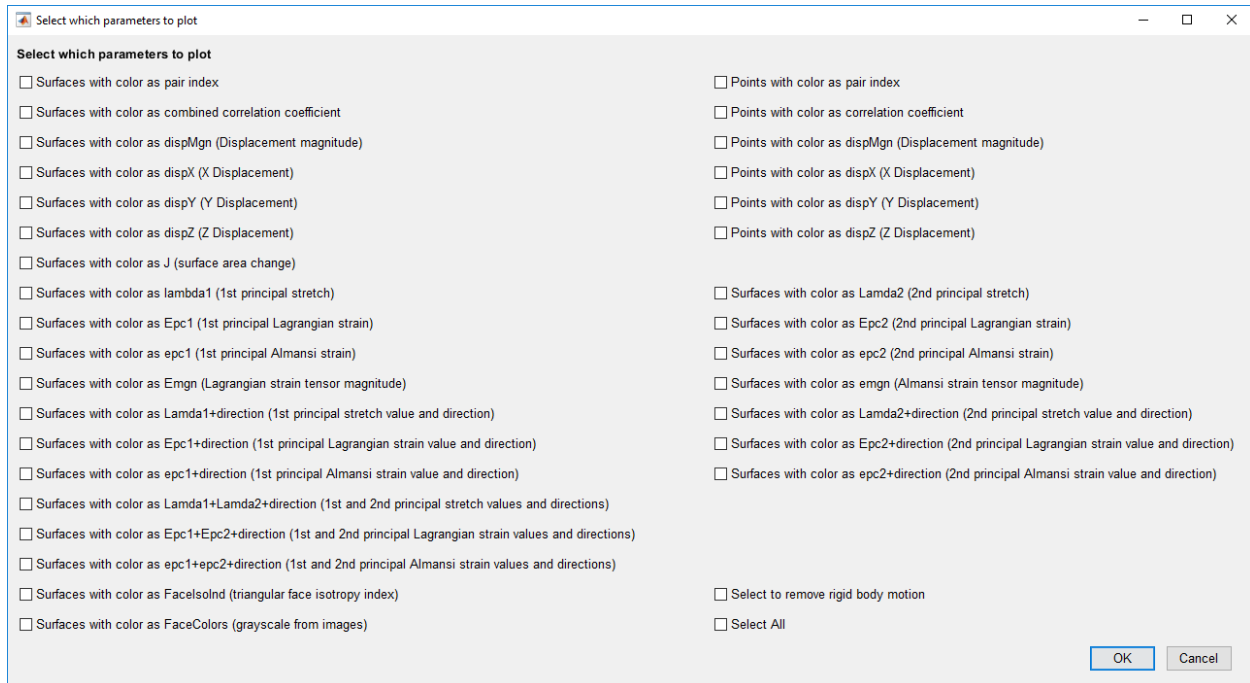 Select which parameters to plot
Select which parameters to plot
Surfaces with color as pair index
Points with color as pair index
Surfaces with color as combined correlation coefficient
Points with color as correlation coefficient
Surfaces with color as dispMgn (Displacement magnitude)
Points with color as dispMgn (Displacement magnitude)
Surfaces with color as dispX (X Displacement)
Points with color as dispX (X Displacement)
Surfaces with color as dispY (Y Displacement)
Points with color as dispY (Y Displacement)
Surfaces with color as dispZ (Z Displacement)
Points with color as dispZ (Z Displacement)
Surfaces with color as J (surface area change)
Surfaces with color as lambda1 (1st principal stretch)
Surfaces with color as Lamda2 (2nd principal stretch)
Surfaces with color as Epc1 (1st principal Lagrangian strain)
Surfaces with color as Epc2 (2nd principal Lagrangian strain)
Surfaces with color as epc1 (1st principal Almansi strain)
Surfaces with color as epc2 (2nd principal Almansi strain)
Surfaces with color as Emgn (Lagrangian strain tensor magnitude)
Surfaces with color as emgn (Almansi strain tensor magnitude)
Surfaces with color as Lamda1+direction (1st principal stretch value and direction)
Surfaces with color as Lamda2+direction (2nd principal stretch value and direction)
Surfaces with color as Epc1+direction (1st principal Lagrangian strain value and direction)
Surfaces with color as Epc2+direction (2nd principal Lagrangian strain value and direction)
Surfaces with color as epc1+direction (1st principal Almansi strain value and direction)
Surfaces with color as epc2+direction (2nd principal Almansi strain value and direction)
Surfaces with color as Lamda1+Lamda2+direction (1st and 2nd principal stretch values and directions)
Surfaces with color as Epc1+Epc2+direction (1st and 2nd principal Lagrangian strain values and directions)
Surfaces with color as epc1+epc2+direction (1st and 2nd principal Almansi strain values and directions)
Surfaces with color as FaceIsoInd (triangular face isotropy index)
Select to remove rigid body motion
Surfaces with color as FaceColors (grayscale from images)
Select All
OK
Cancel